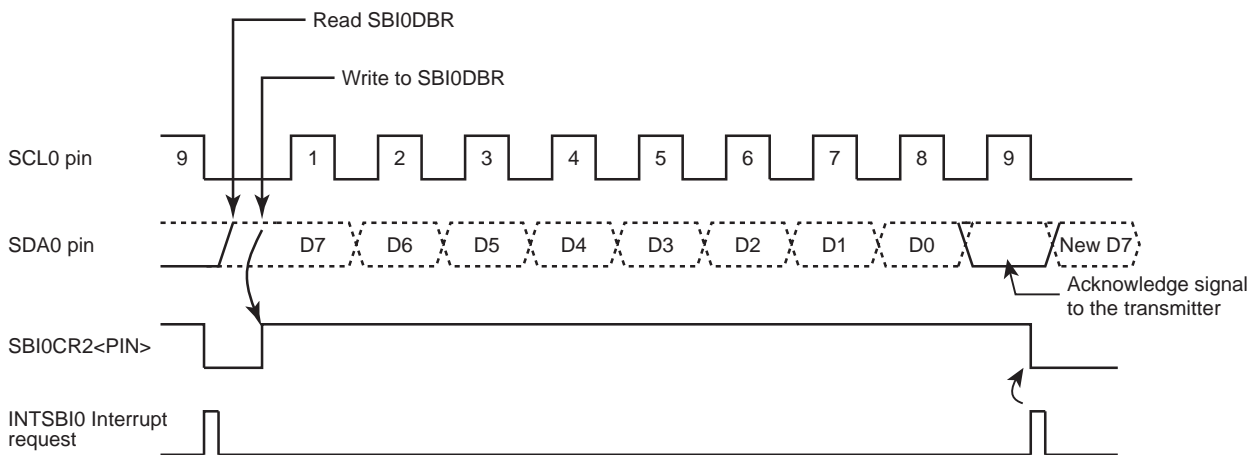 Read SBI0DBR
Write to SBI0DBR
SCL0 pin 9 1 2 3 4 5 6 7 8 9
SDA0 pin D7 D6 D5 D4 D3 D2 D1 D0 New D7
Acknowledge signal
to the transmitter
SBI0CR2<PIN>
INTSBI0 Interrupt
request